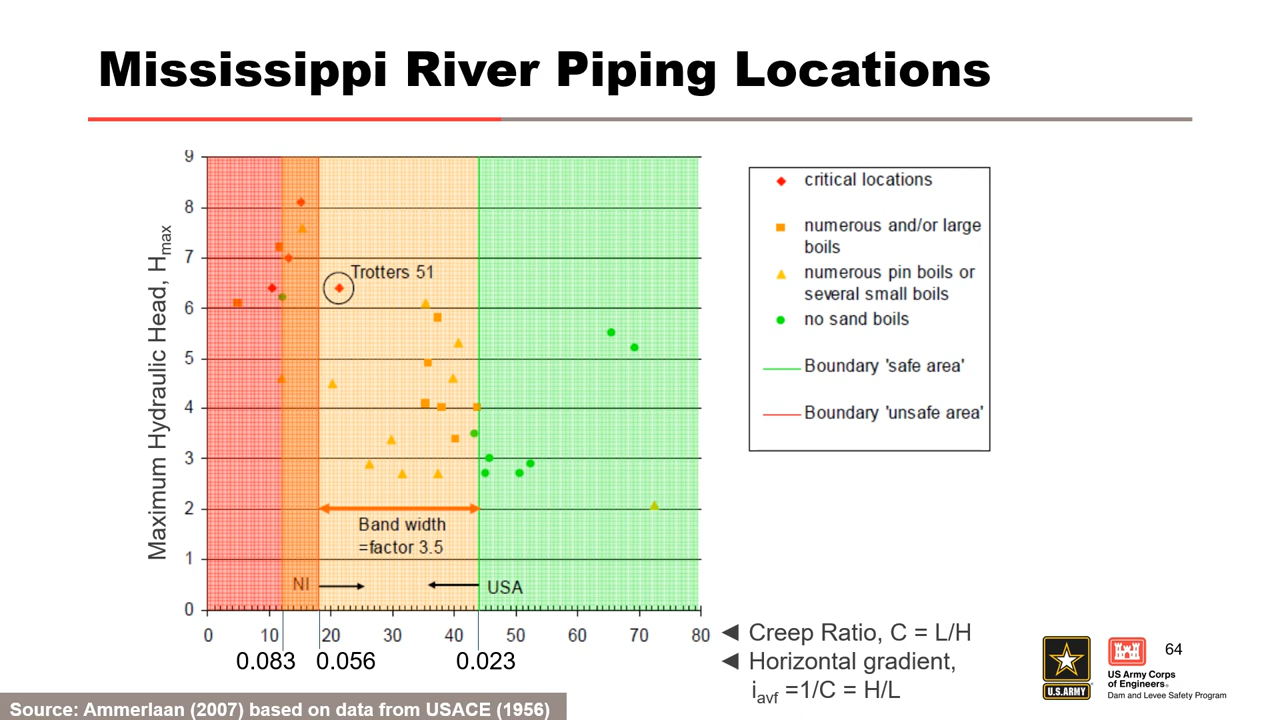 Mississippi River Piping Locations
Maximum Hydraulic Head, Hmax
9
8
7
6
5
4
3
2
1
0
Trotters 51
Band width
=factor 3.5
NI
USA
0 10 20 30 40 50 60 70 80
0.083 0.056 0.023
critical locations
numerous and/or large
boils
numerous pin boils or
several small boils
no sand boils
Boundary 'safe area'
Boundary 'unsafe area'
◄ Creep Ratio, C = L/H
◄ Horizontal gradient,
iavf =1/C = H/L
U.S.ARMY
US Army Corps
of Engineers®
Dam and Levee Safety Program
64
Source: Ammerlaan (2007) based on data from USACE (1956)